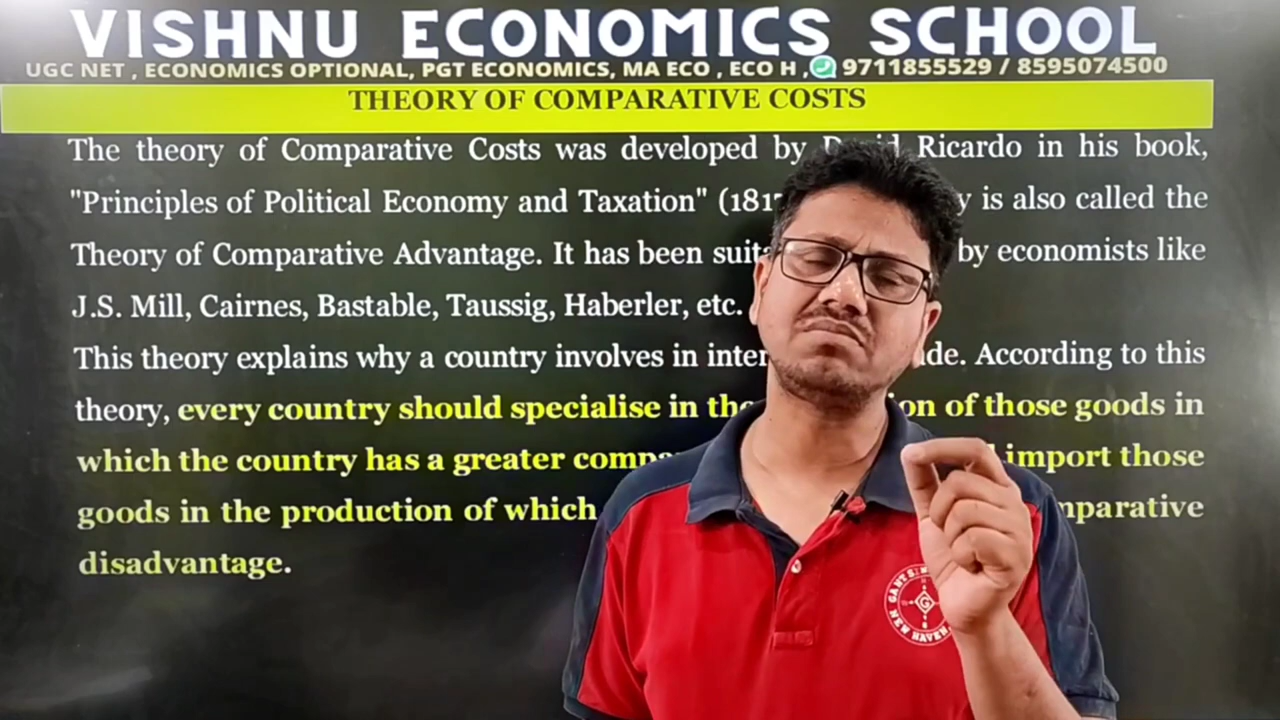 VISHNU ECONOMICS SCHOOL
UGC NET , ECONOMICS OPTIONAL, PGT ECONOMICS, MA ECO , ECO H , 9711855529 / 8595074500
THEORY OF COMPARATIVE COSTS
The theory of Comparative Costs was developed by Ricardo in his book,
"Principles of Political Economy and Taxation" (181 is also called the
Theory of Comparative Advantage. It has been by economists like
J.S. Mill, Cairnes, Bastable, Taussig, Haberler, etc.
This theory explains why a country involves in According to this
theory, every country should specialise in of those goods in
which the country has a greater import those
goods in the production of which
disadvantage.
NEW HAVEN
G